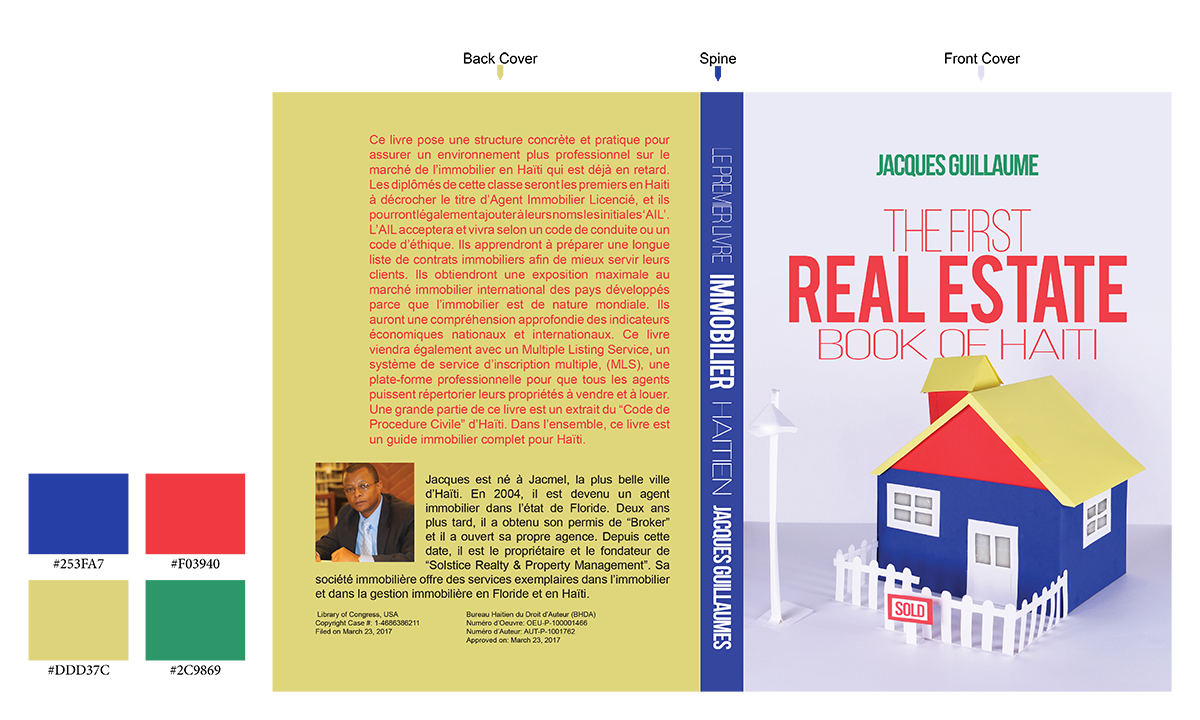 Back Cover
Spine
Front Cover
Ce livre pose une structure concrète et pratique pour
assurer un environnement plus professionnel sur le
marché de l'immobilier en Haïti qui est déjà en retard.
Les diplômés de cette classe seront les premiers en Haiti
à décrocher le titre d'Agent Immobilier Licencié, et ils
pourront légalement ajouter à leurs noms les initiales 'AIL'.
L'AIL acceptera et vivra selon un code de conduite ou un
code d'éthique. Ils apprendront à préparer une longue
liste de contrats immobiliers afin de mieux servir leurs
clients. Ils obtiendront une exposition maximale au
marché immobilier international des pays développés
parce que l'immobilier est de nature mondiale. Ils
auront une compréhension approfondie des indicateurs
économiques nationaux et internationaux. Ce livre
viendra également avec un Multiple Listing Service, un
système de service d'inscription multiple, (MLS), une
plate-forme professionnelle pour que tous les agents
puissent répertorier leurs propriétés à vendre et à louer.
Une grande partie de ce livre est un extrait du “Code de
Procedure Civile” d'Haïti. Dans l'ensemble, ce livre est
un guide immobilier complet pour Haïti.
Jacques est né à Jacmel, la plus belle ville
d'Haïti. En 2004, il est devenu un agent
immobilier dans l'état de Floride. Deux ans
plus tard, il a obtenu son permis de “Broker”
et il a ouvert sa propre agence. Depuis cette
date, il est le propriétaire et le fondateur de
“Solstice Realty & Property Management”. Sa
société immobilière offre des services exemplaires dans l'immobilier
et dans la gestion immobilière en Floride et en Haïti.
Library of Congress, USA
Copyright Case #: 1-4686386211
Filed on March 23, 2017
Bureau Haitien du Droit d'Auteur (BHDA)
Numéro d'Oeuvre: OEU-P-100001466
Numéro d'Auteur: AUT-P-1001762
Approved on: March 23, 2017
LE PREMIER LIVRE IMMOBILIER HAITIEN JACQUES GUILLAUMES
JACQUES GUILLAUME
THE FIRST
REAL ESTATE
BOOK OF HAITI
SOLD
#253FA7
#F03940
#DDD37C
#2C9869